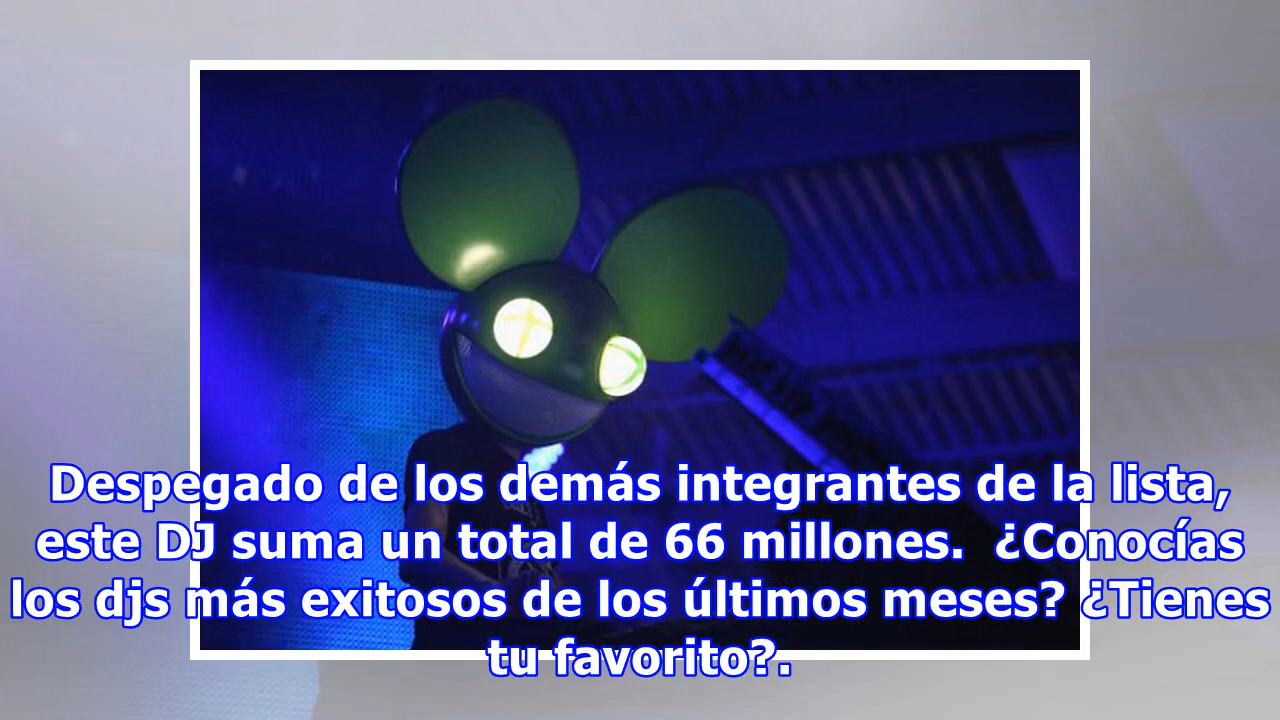 Despegado de los demás integrantes de la lista,
este DJ suma un total de 66 millones.  ¿Conocías
los djs más exitosos de los últimos meses? ¿Tienes
tu favorito?.